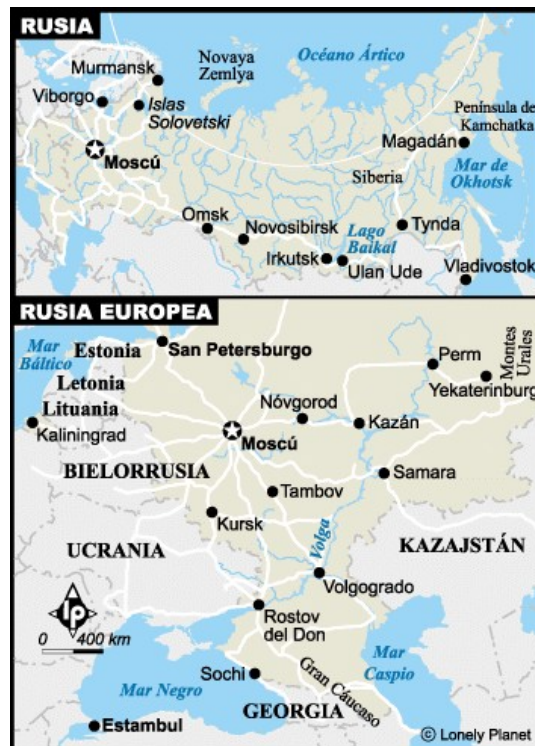 RUSIA
Novaya
Zemlya
Océano Ártico
Murmansk
Viborgo
Islas
Solovetski
Península de
Kamchatka
Magadán
Moscú
Mar de
Okhotsk
Siberia
Omsk
Novosibirsk
Lago
Baikal
Tynda
Irkutsk
Ulan Ude
Vladivostok
RUSIA EUROPEA
Mar
Báltico
Estonia
San Petersburgo
Letonia
Lituania
Kaliningrad
Perm
Montes
Urales
Yekaterinburg
Nóvgorod
Kazán
Moscú
BIELORRUSIA
Samara
Tambov
Kursk
Volga
UCRANIA
KAZAJSTÁN
Volgogrado
lp
0 400 km
Rostov
del Don
Mar
Caspio
Sochi
Gran Cáucaso
Mar Negro
GEORGIA
Estambul
© Lonely Planet